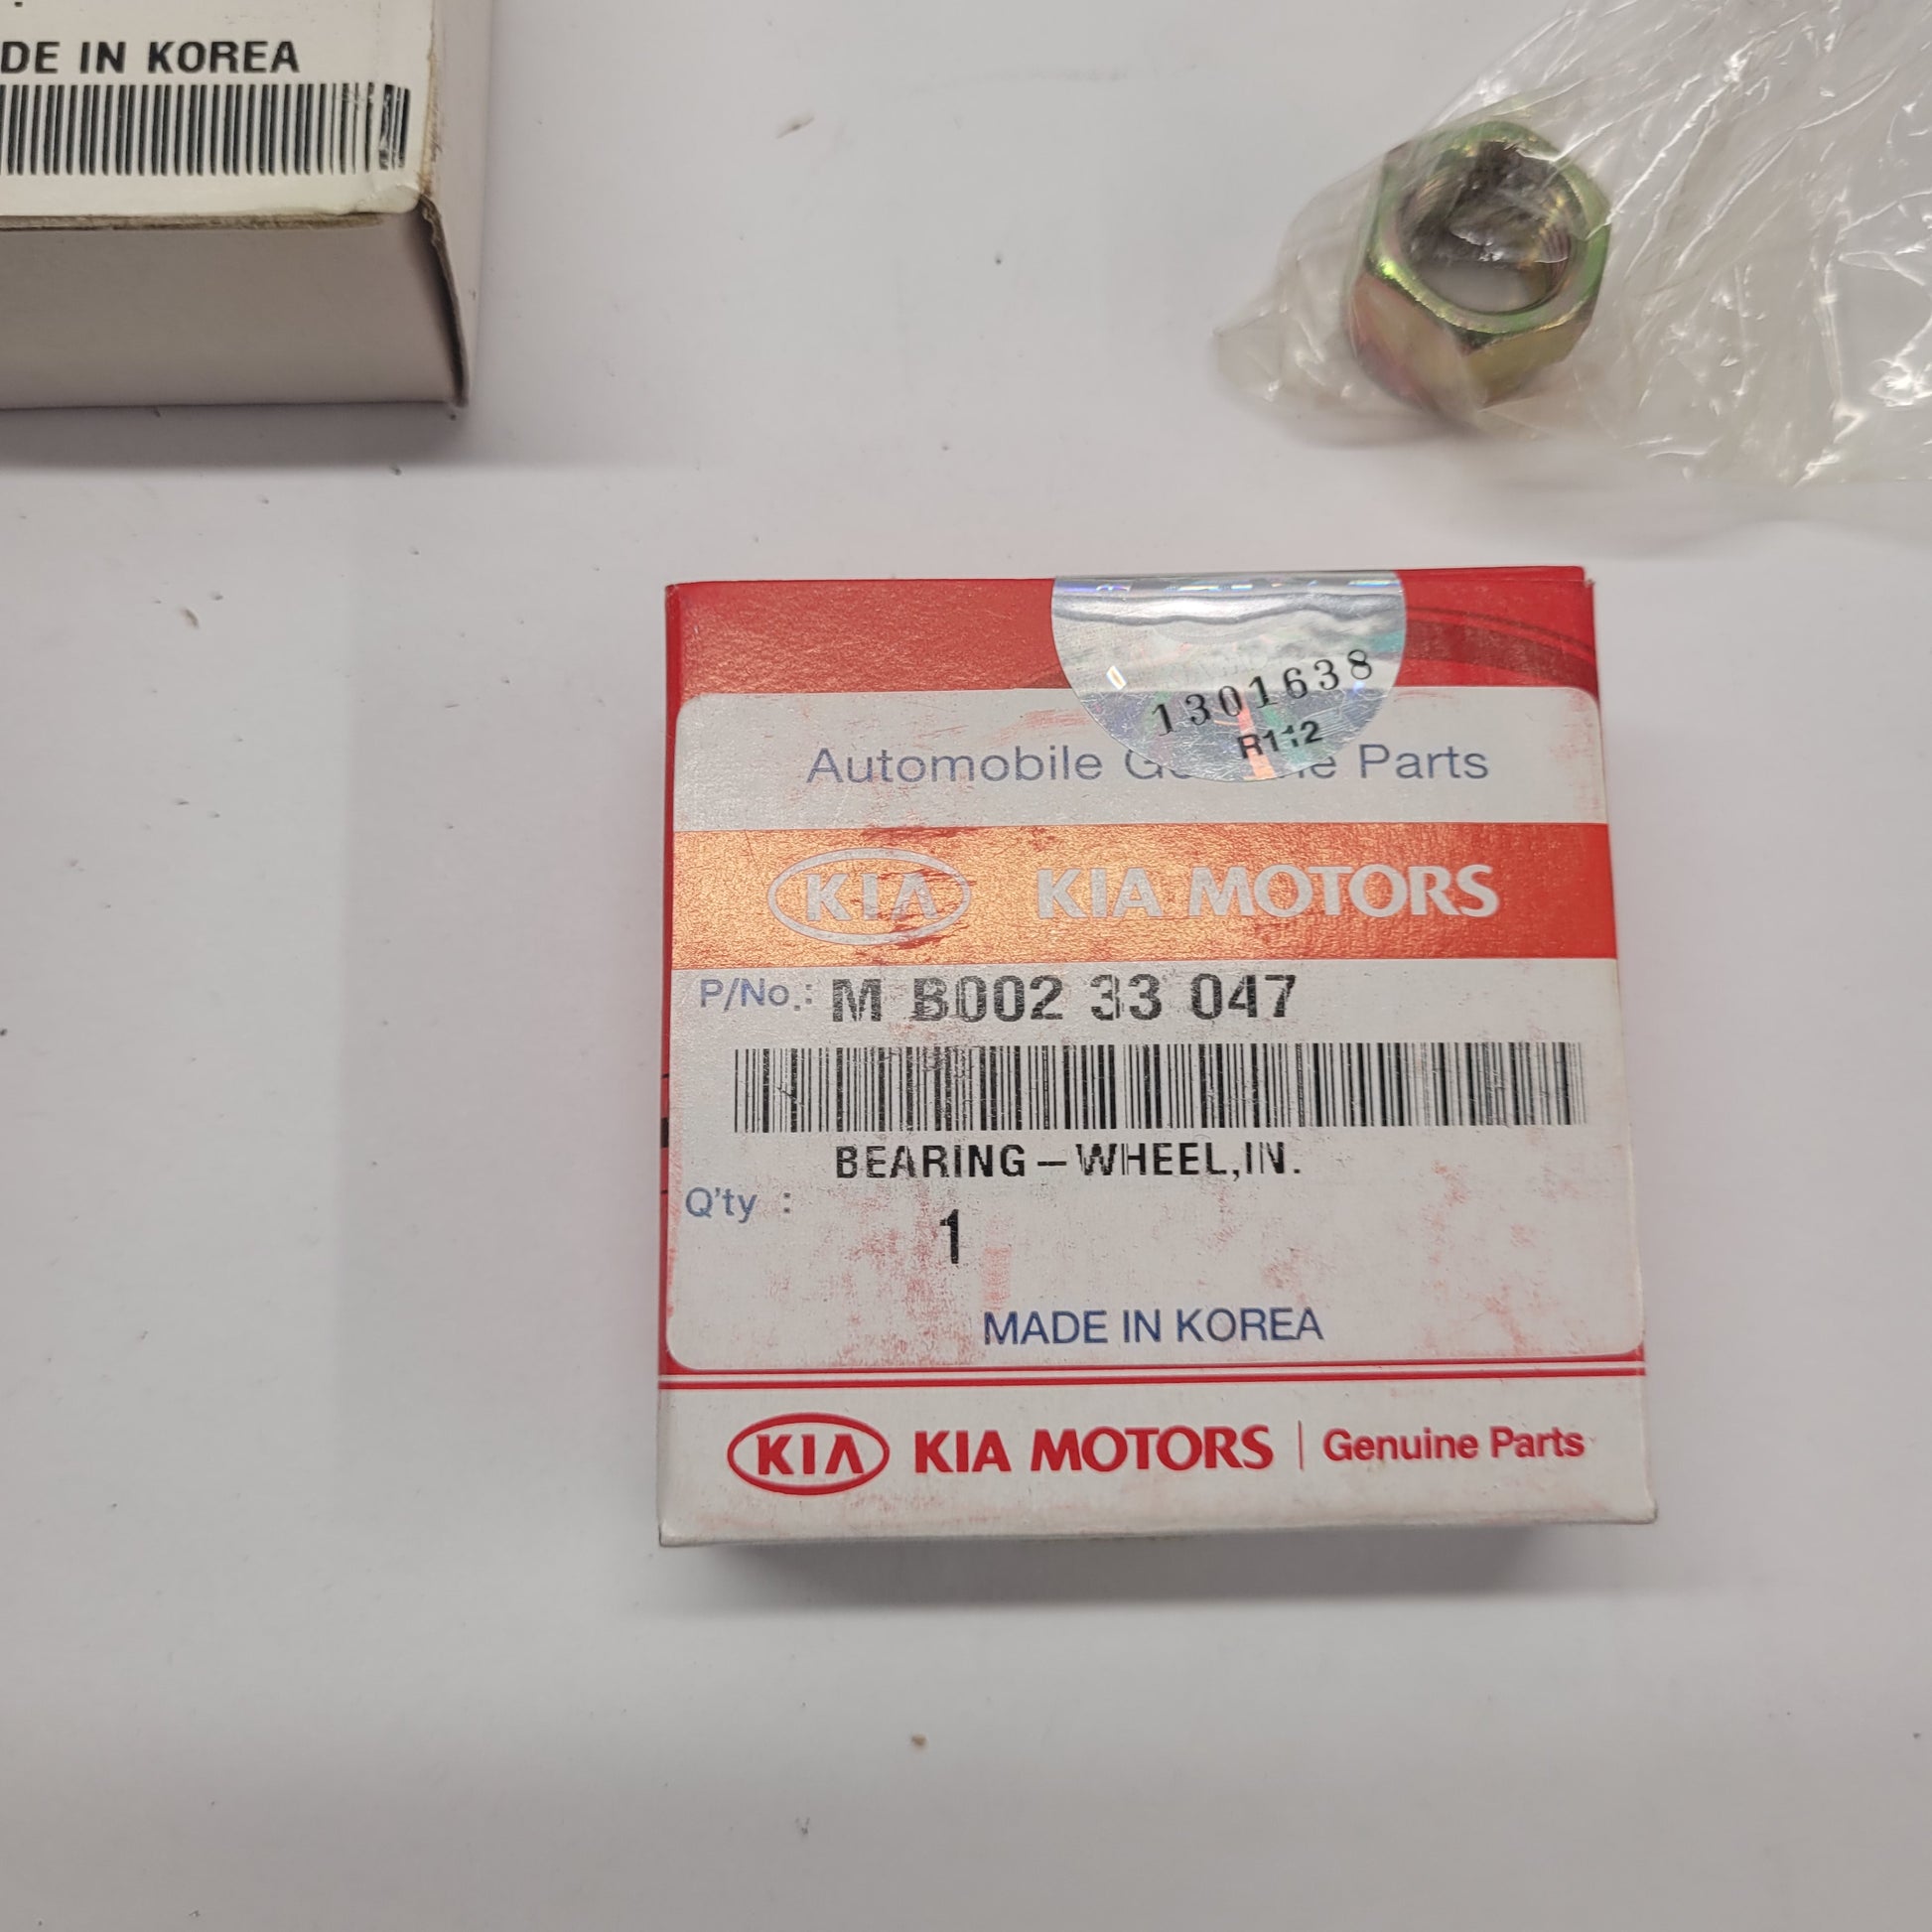 DE IN KOREA
1301638
R112
Automobile Parts
KIA KIA MOTORS
P/No.: M B002 33 047
BEARING-WHEEL,IN.
Q'ty :
1
MADE IN KOREA
KIA KIA MOTORS | Genuine Parts